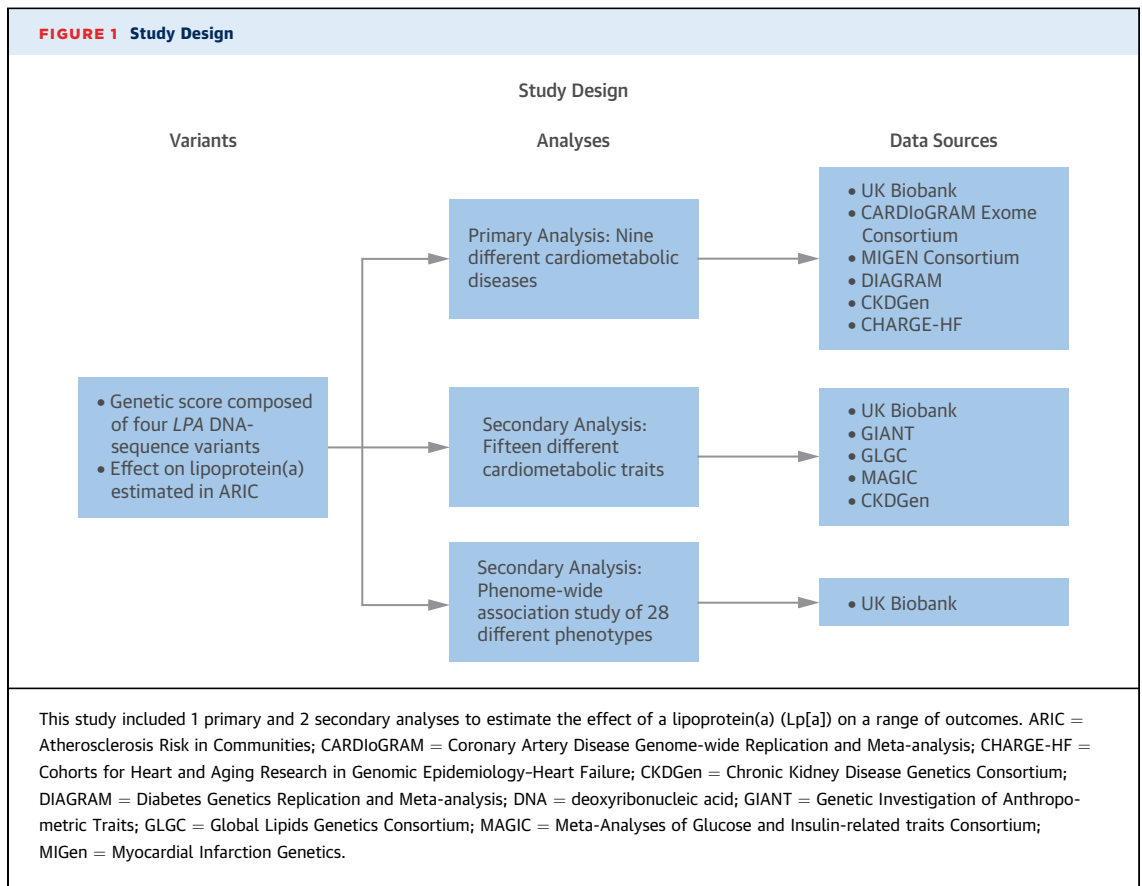 FIGURE 1 Study Design
Study Design
Variants
Analyses
Data Sources
• Genetic score composed
of four LPA DNA-
sequence variants
• Effect on lipoprotein(a)
estimated in ARIC
Primary Analysis: Nine
different cardiometabolic
diseases
• UK Biobank
• CARDIoGRAM Exome
Consortium
• MIGEN Consortium
• DIAGRAM
• CKDGen
• CHARGE-HF
Secondary Analysis:
Fifteen different
cardiometabolic traits
• UK Biobank
• GIANT
• GLGC
• MAGIC
• CKDGen
Secondary Analysis:
Phenome-wide
association study of 28
different phenotypes
• UK Biobank
This study included 1 primary and 2 secondary analyses to estimate the effect of a lipoprotein(a) (Lp[a]) on a range of outcomes. ARIC =
Atherosclerosis Risk in Communities; CARDIoGRAM = Coronary Artery Disease Genome-wide Replication and Meta-analysis; CHARGE-HF =
Cohorts for Heart and Aging Research in Genomic Epidemiology–Heart Failure; CKDGen = Chronic Kidney Disease Genetics Consortium;
DIAGRAM = Diabetes Genetics Replication and Meta-analysis; DNA = deoxyribonucleic acid; GIANT = Genetic Investigation of Anthropo-
metric Traits; GLGC = Global Lipids Genetics Consortium; MAGIC = Meta-Analyses of Glucose and Insulin-related traits Consortium;
MIGen = Myocardial Infarction Genetics.